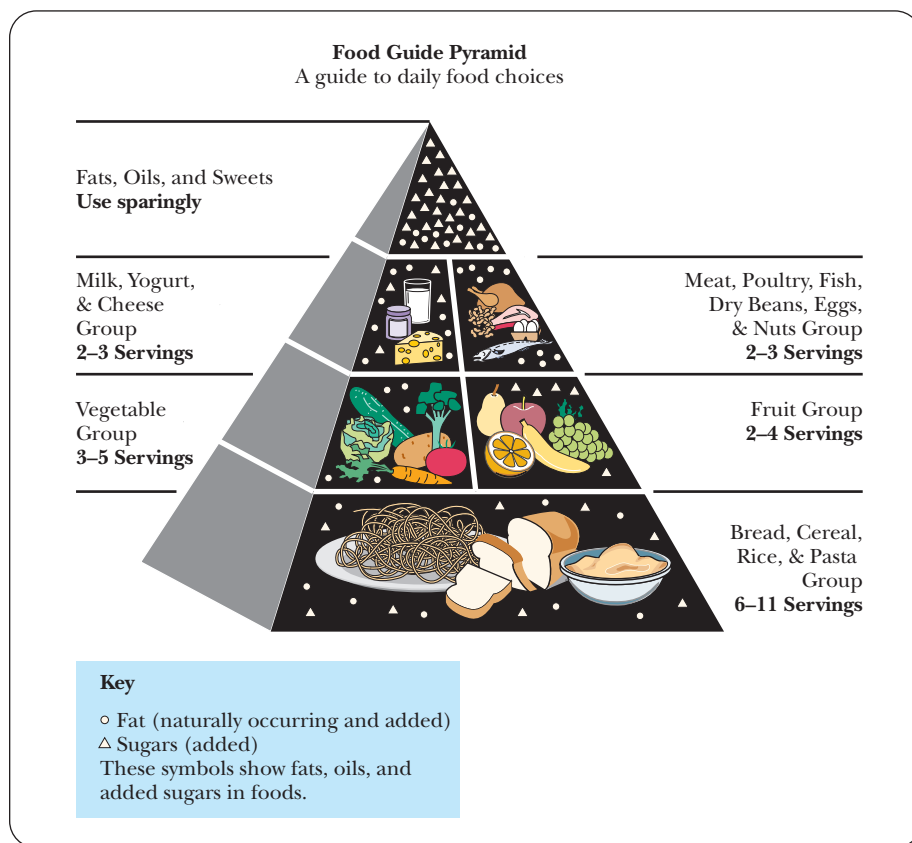 Food Guide Pyramid
A guide to daily food choices
Fats, Oils, and Sweets
Use sparingly
Milk, Yogurt,
& Cheese
Group
2–3 Servings
Meat, Poultry, Fish,
Dry Beans, Eggs,
& Nuts Group
2–3 Servings
Vegetable
Group
3–5 Servings
Fruit Group
2–4 Servings
Bread, Cereal,
Rice, & Pasta
Group
6–11 Servings
Key
Fat (naturally occurring and added)
Sugars (added)
These symbols show fats, oils, and
added sugars in foods.